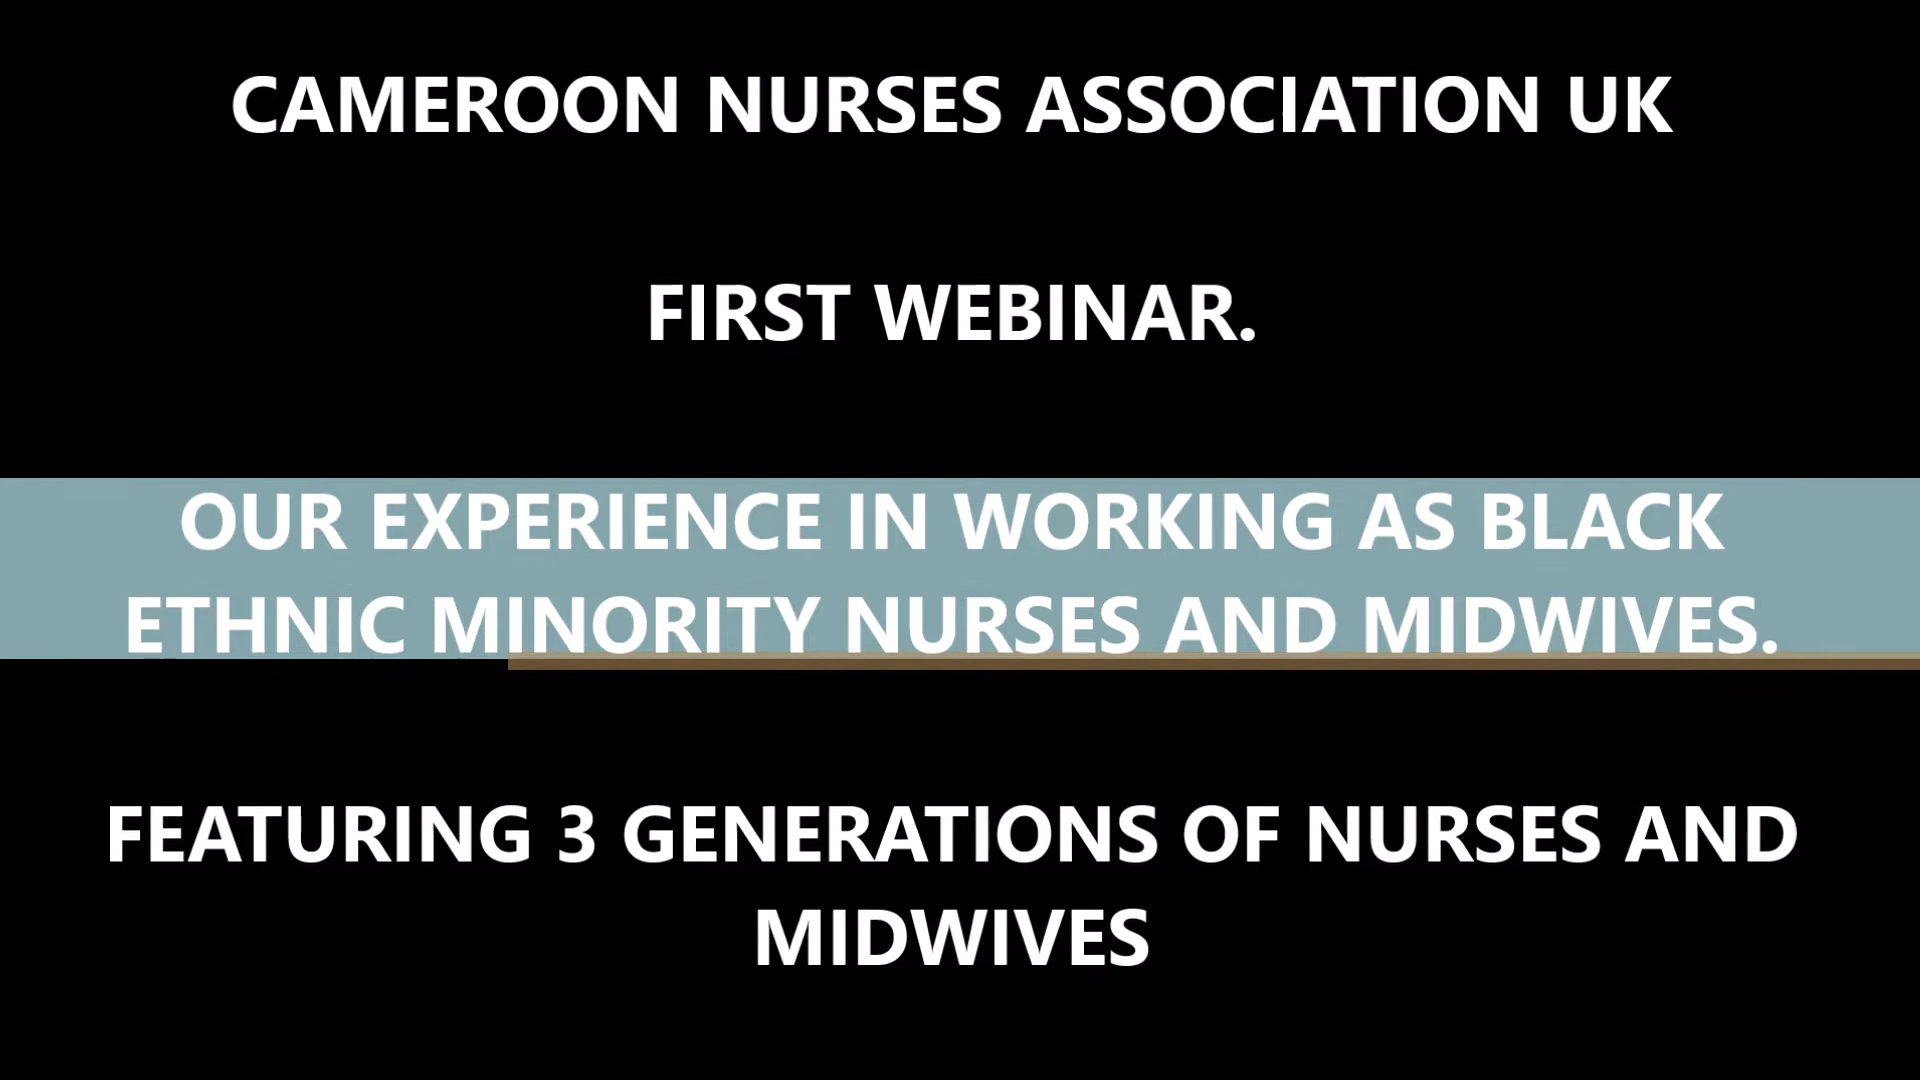 CAMEROON NURSES ASSOCIATION UK
FIRST WEBINAR.
OUR EXPERIENCE IN WORKING AS BLACK
ETHNIC MINORITY NURSES AND MIDWIVES.
FEATURING 3 GENERATIONS OF NURSES AND
MIDWIVES